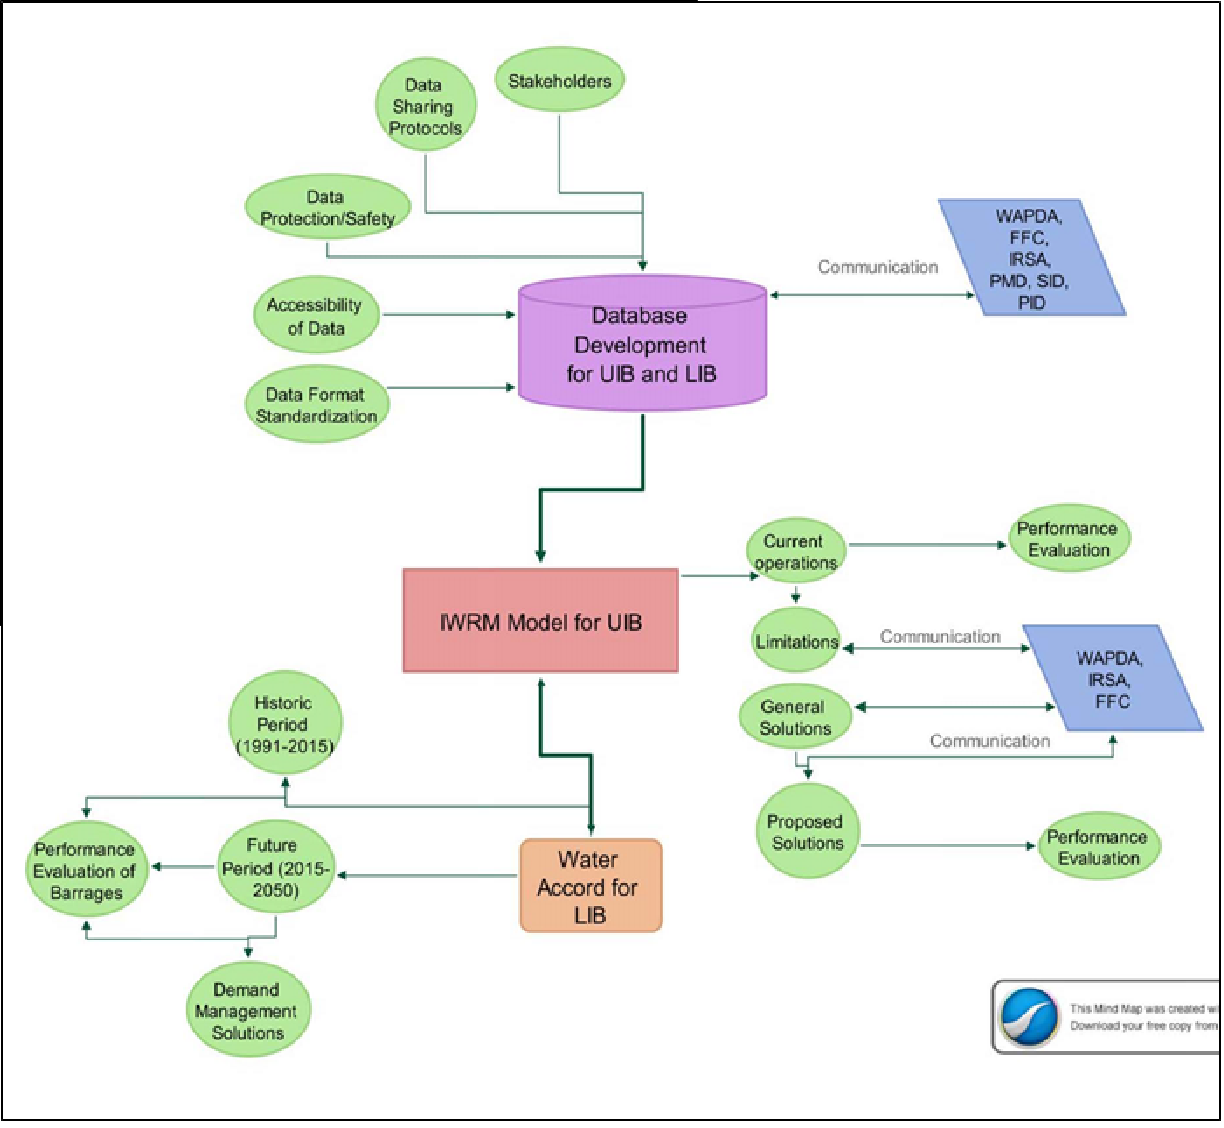 Data
Sharing
Protocols
Stakeholders
Data
Protection/Safety
WAPDA,
FFC,
IRSA,
PMD, SID,
PID
Communication
Accessibility
of Data
Database
Development
for UIB and LIB
Data Format
Standardization
Current
operations
Performance
Evaluation
IWRM Model for UIB
Limitations
Communication
WAPDA,
IRSA,
FFC
General
Solutions
Communication
Historic
Period
(1991-2015)
Proposed
Solutions
Performance
Evaluation
Performance
Evaluation of
Barrages
Future
Period (2015-
2050)
Water
Accord for
LIB
Demand
Management
Solutions
This Mind Map was created wi
Download your free copy from